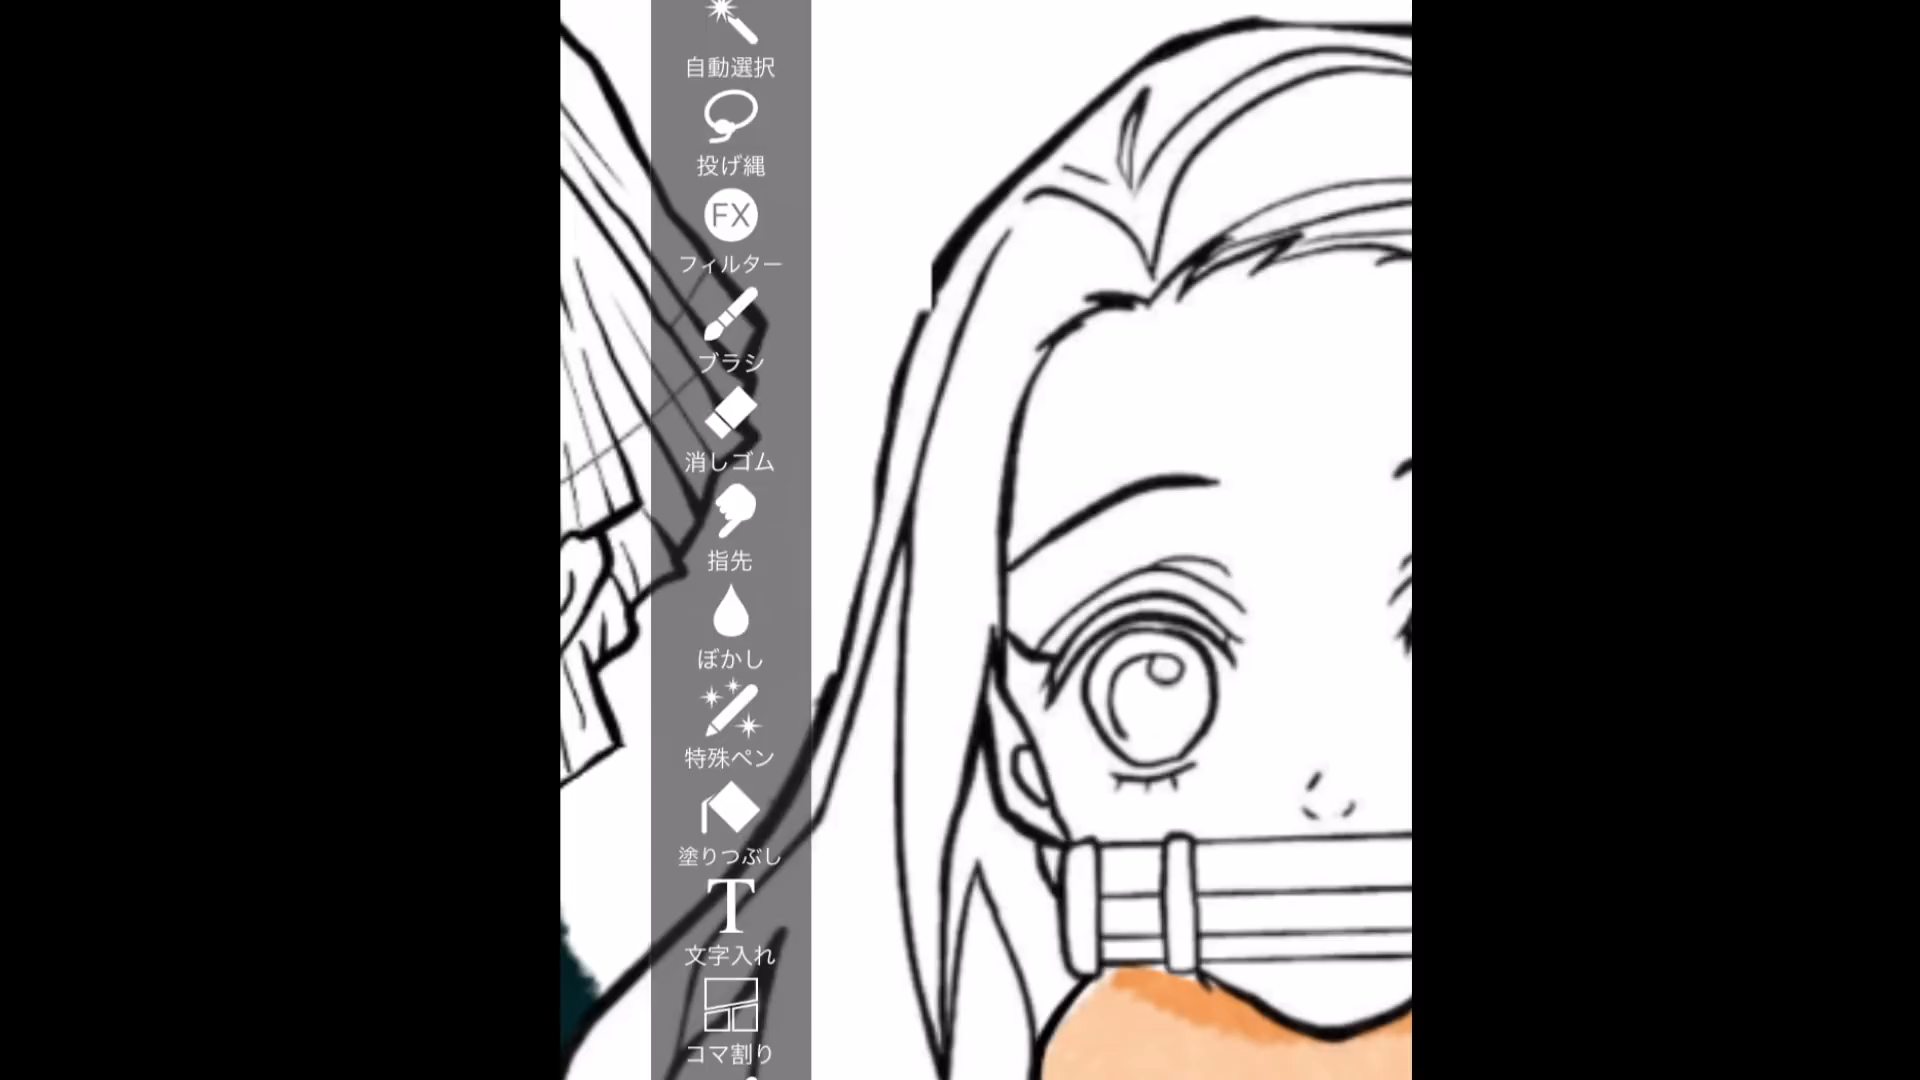 自動選択
投げ縄
FX
フィルター
ブラシ
消しゴム
指先
ぼかし
特殊ペン
塗りつぶし
T
文字入れ
コマ割り